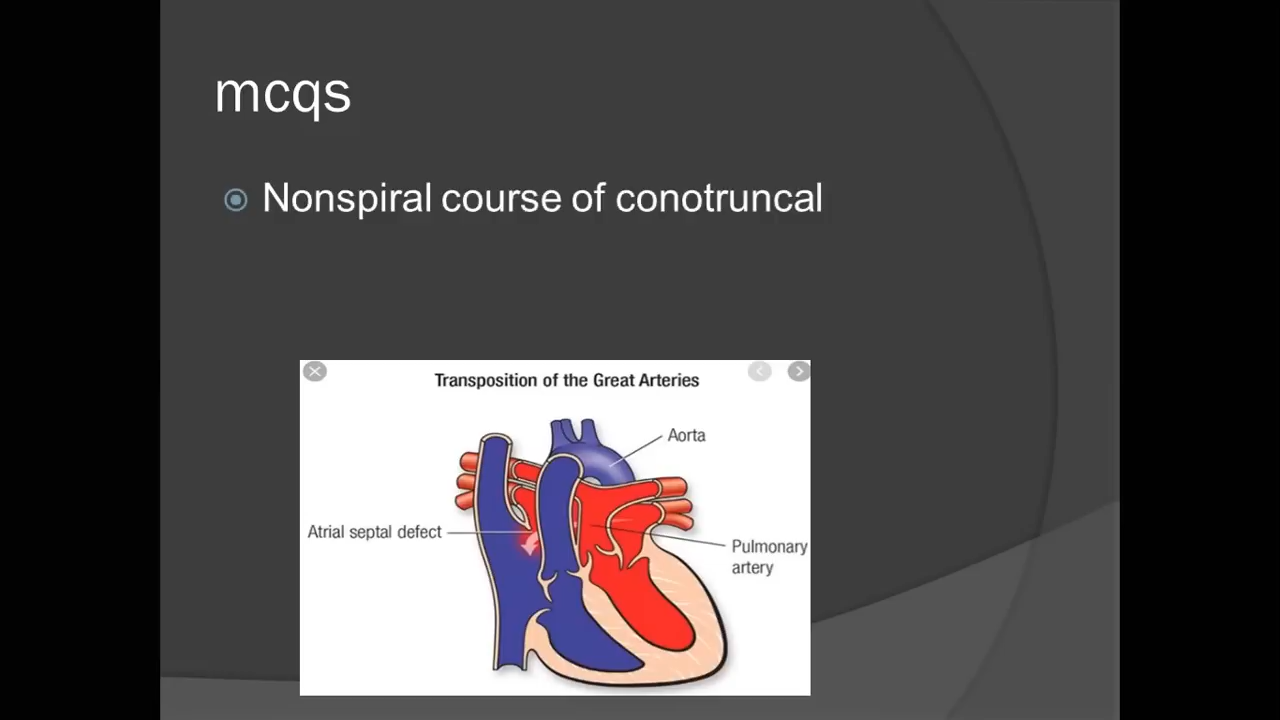 mcqs
Nonspiral course of conotruncal
Transposition of the Great Arteries
Aorta
Atrial septal defect
Pulmonary
artery